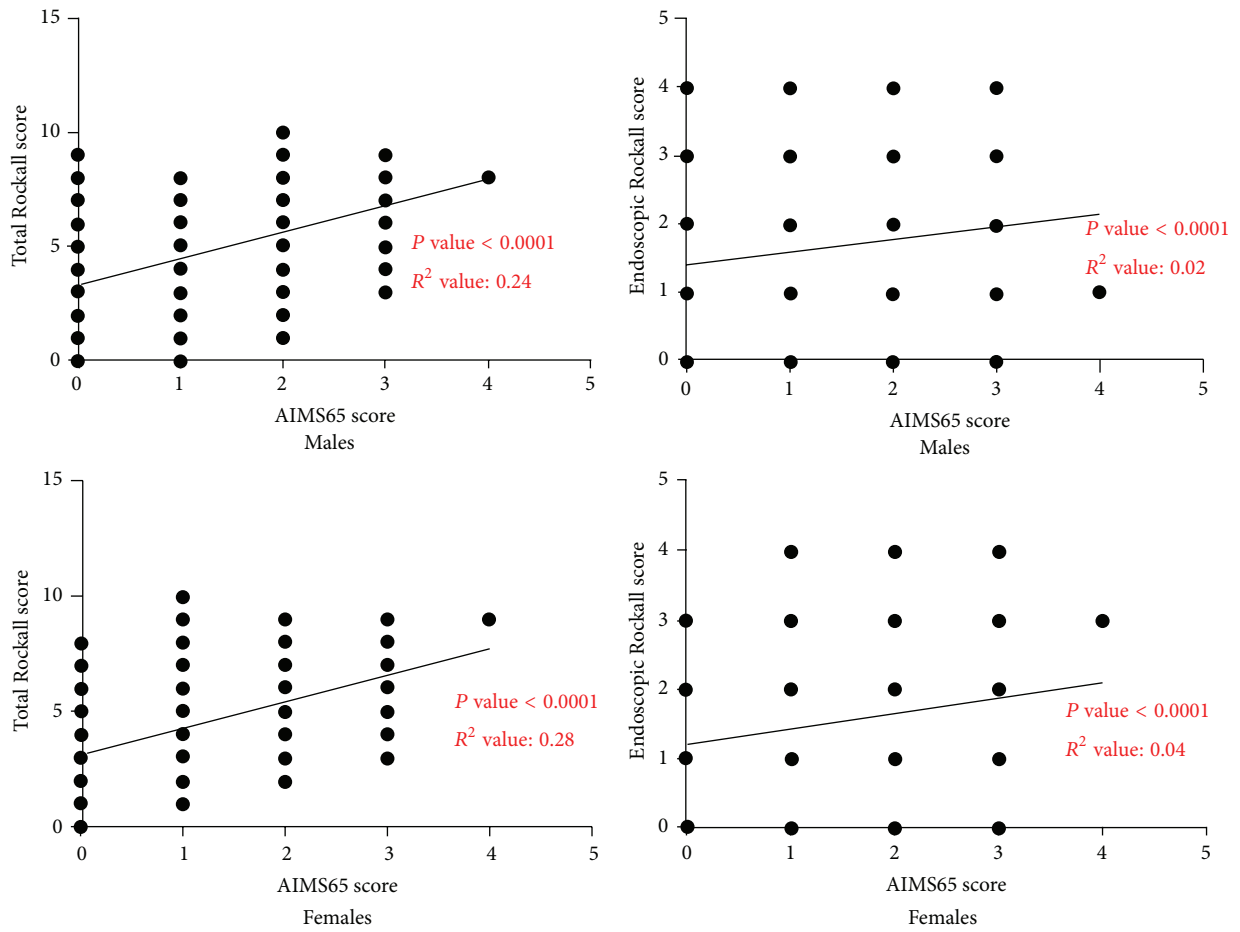 15
10
5
0
Total Rockall score
0 1 2 3 4 5
AIMS65 score
Males
P value < 0.0001
R² value: 0.24
5
4
3
2
1
0
Endoscopic Rockall score
0 1 2 3 4 5
AIMS65 score
Males
P value < 0.0001
R² value: 0.02
15
10
5
0
Total Rockall score
0 1 2 3 4 5
AIMS65 score
Females
P value < 0.0001
R² value: 0.28
5
4
3
2
1
0
Endoscopic Rockall score
0 1 2 3 4 5
AIMS65 score
Females
P value < 0.0001
R² value: 0.04